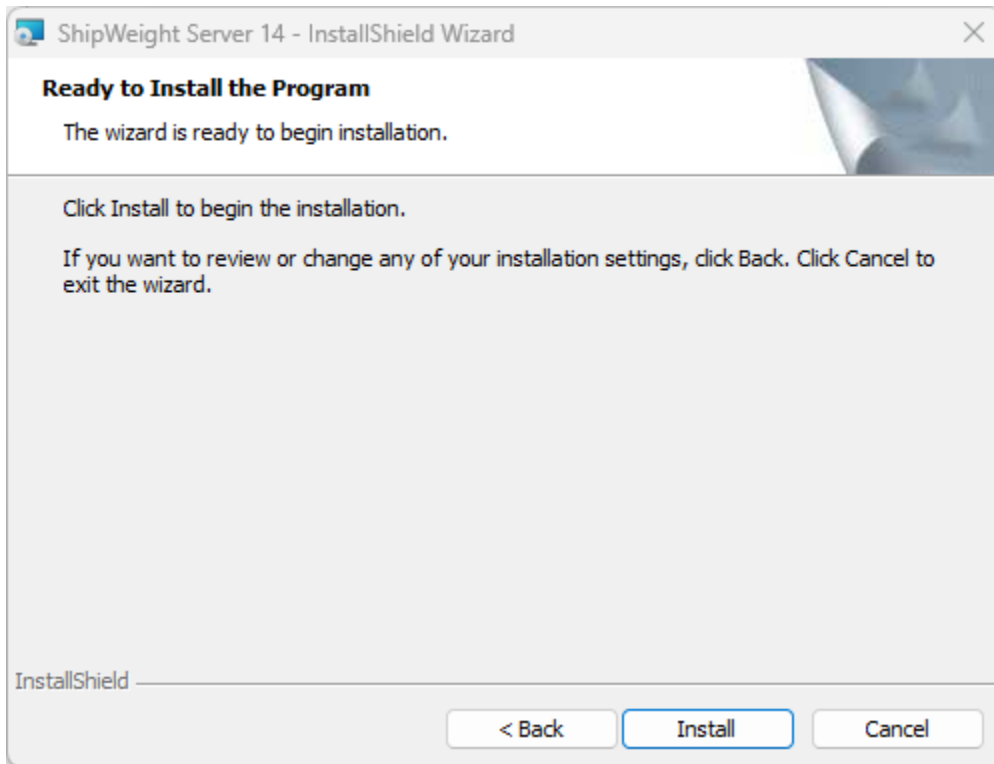 ShipWeight Server 14 - InstallShield Wizard
Ready to Install the Program
The wizard is ready to begin installation.
Click Install to begin the installation.
If you want to review or change any of your installation settings, click Back. Click Cancel to
exit the wizard.
InstallShield
< Back
Install
Cancel